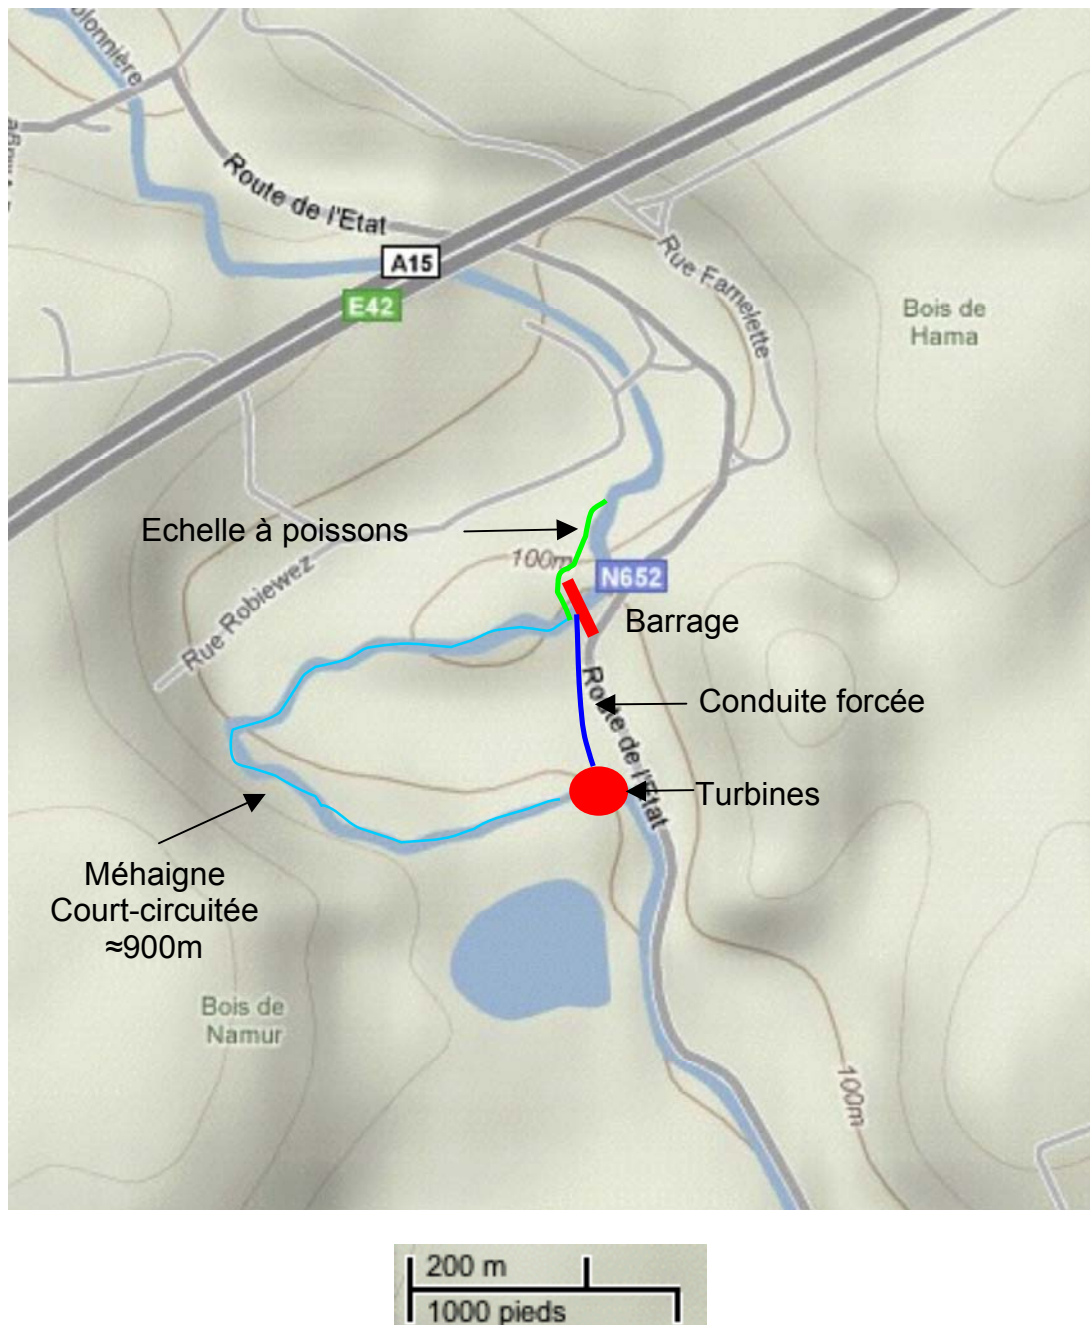 Route de l'Etat
A15
E42
Rue Famelette
Bois de
Hama
Echelle à poissons
100m
N652
Barrage
Rue Robiewez
Route de l'Etat
Conduite forcée
Turbines
Méhaigne
Court-circuitée
≈900m
Bois de
Namur
100m
200 m
1000 pieds